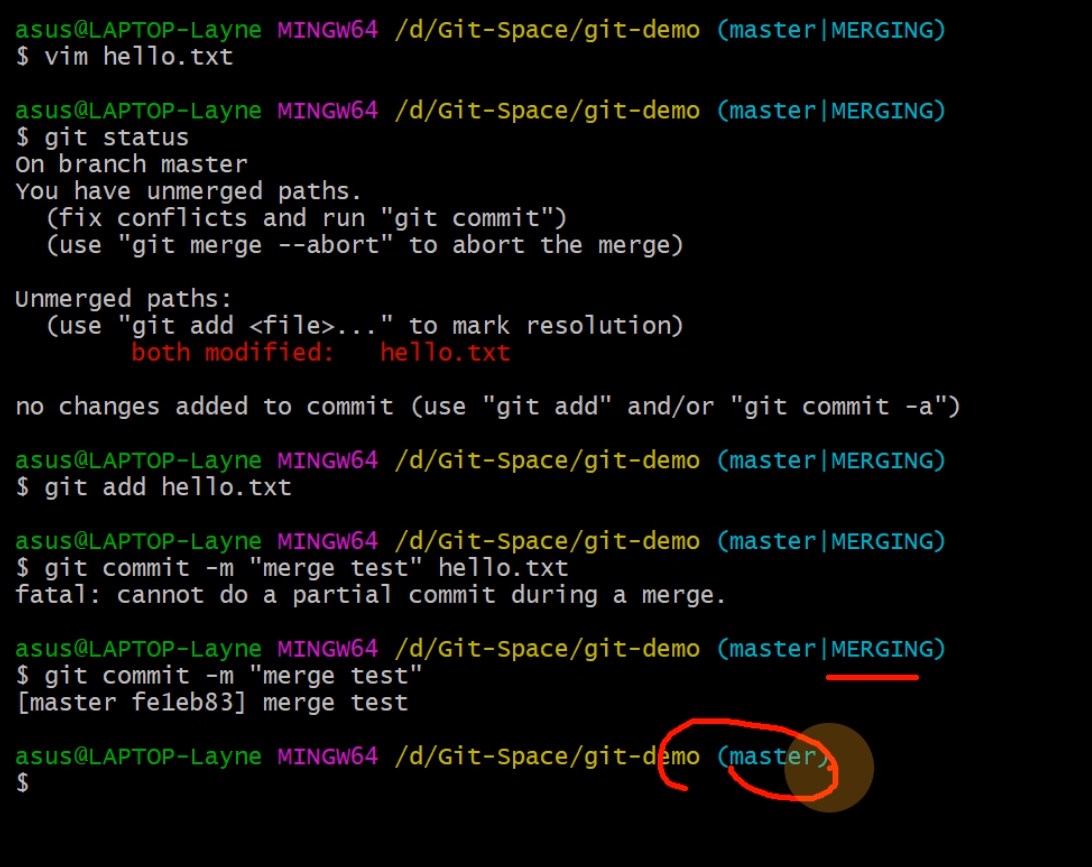 asus@LAPTOP-Layne MINGW64 /d/Git-Space/git-demo (master|MERGING)
$ vim hello.txt
asus@LAPTOP-Layne MINGW64 /d/Git-Space/git-demo (master|MERGING)
$ git status
On branch master
You have unmerged paths.
  (fix conflicts and run "git commit")
  (use "git merge --abort" to abort the merge)
Unmerged paths:
  (use "git add <file>..." to mark resolution)
        both modified:   hello.txt
no changes added to commit (use "git add" and/or "git commit -a")
asus@LAPTOP-Layne MINGW64 /d/Git-Space/git-demo (master|MERGING)
$ git add hello.txt
asus@LAPTOP-Layne MINGW64 /d/Git-Space/git-demo (master|MERGING)
$ git commit -m "merge test" hello.txt
fatal: cannot do a partial commit during a merge.
asus@LAPTOP-Layne MINGW64 /d/Git-Space/git-demo (master|MERGING)
$ git commit -m "merge test"
[master fe1eb83] merge test
asus@LAPTOP-Layne MINGW64 /d/Git-Space/git-demo (master)
$